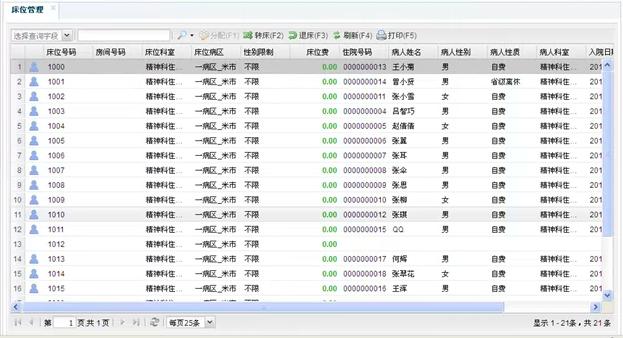 床位管理
选择查询字段 分配(F1) 转床(F2) 退床(F3) 刷新(F4) 打印(F5)
床位号码 房间号码 床位科室 床位病区 性别限制 床位费 住院号码 病人姓名 病人性别 病人性质 病人科室 入院日期
1 1000 精神科住... 一病区_米市 不限 0.00 0000000013 王小菊 男 自费 精神科住... 201
2 1001 精神科住... 一病区_米市 不限 0.00 0000000014 曾小贤 男 省级离休 精神科住... 201
3 1002 精神科住... 一病区_米市 不限 0.00 0000000011 张小雪 女 自费 精神科住... 201
4 1003 精神科住... 一病区_米市 不限 0.00 0000000004 吕智巧 男 自费 精神科住... 201
5 1004 精神科住... 一病区_米市 不限 0.00 0000000005 赵倩倩 女 自费 精神科住... 201
6 1005 精神科住... 一病区_米市 不限 0.00 0000000006 张翼 男 自费 精神科住... 201
7 1006 精神科住... 一病区_米市 不限 0.00 0000000007 张耳 男 自费 精神科住... 201
8 1007 精神科住... 一病区_米市 不限 0.00 0000000008 张伞 男 自费 精神科住... 201
9 1008 精神科住... 一病区_米市 不限 0.00 0000000009 张思 男 自费 精神科住... 201
10 1009 精神科住... 一病区_米市 不限 0.00 0000000010 张柳 女 自费 精神科住... 201
11 1010 精神科住... 一病区_米市 不限 0.00 0000000012 张琪 男 自费 精神科住... 201
12 1011 精神科住... 一病区_米市 不限 0.00 0000000015 QQ 男 自费 精神科住... 201
13 1012 精神科住... 一病区_米市 不限 0.00
14 1013 精神科住... 一病区_米市 不限 0.00 0000000017 何辉 男 自费 精神科住... 201
15 1014 精神科住... 一病区_米市 不限 0.00 0000000018 张翠花 女 自费 精神科住... 201
16 1015 精神科住... 一病区_米市 不限 0.00 0000000016 王浑 男 自费 精神科住... 201
第 1 页,共 1 页 每页25条 显示 1 - 21条，共 21 条